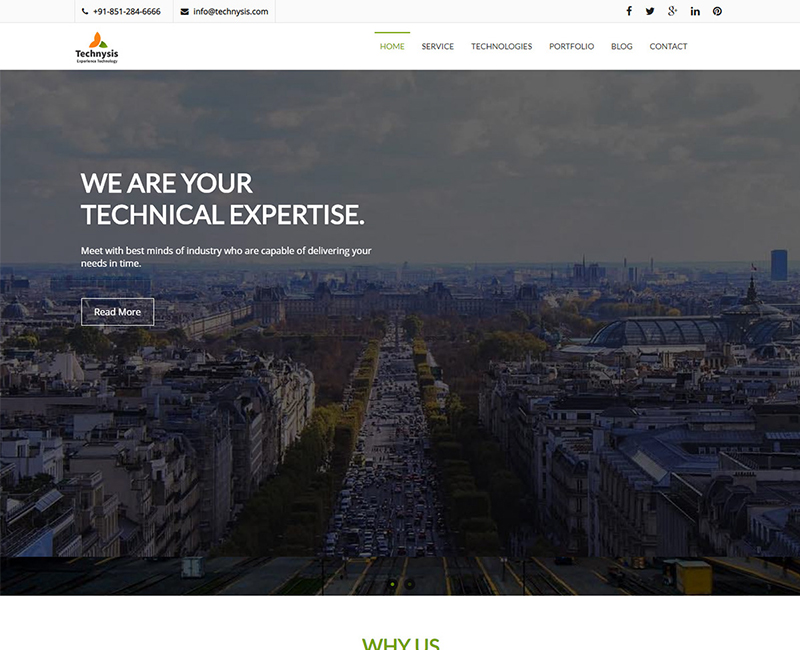 +91-851-284-6666
info@technysis.com
Technysis
Experience Technology
HOME
SERVICE
TECHNOLOGIES
PORTFOLIO
BLOG
CONTACT
WE ARE YOUR
TECHNICAL EXPERTISE.
Meet with best minds of industry who are capable of delivering your
needs in time.
Read More
WHY US